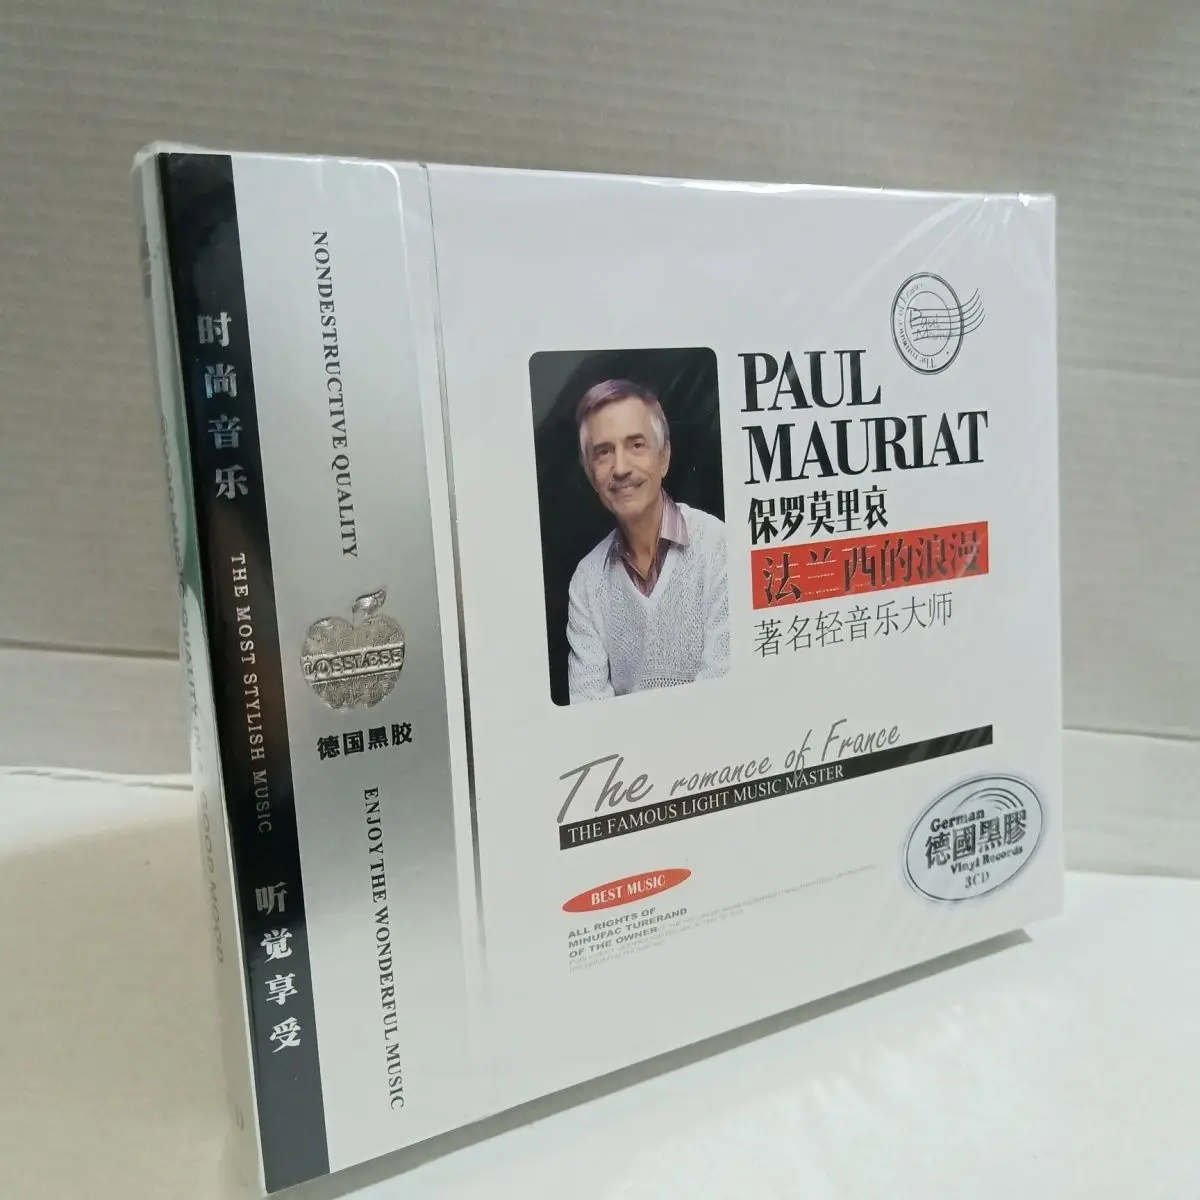 时尚音乐
THE MOST STYLISH MUSIC
听觉享受
NONDESTRUCTIVE QUALITY
LOSSLESS
德国黑胶
ENJOY THE WONDERFUL MUSIC
Paul
PAUL
MAURIAT
保罗莫里哀
法兰西的浪漫
著名轻音乐大师
The romance of France
THE FAMOUS LIGHT MUSIC MASTER
BEST MUSIC
ALL RIGHTS OF
MINUFAC TURERAND
OF THE OWNER
German
德國黑膠
Vinyl Records
3CD